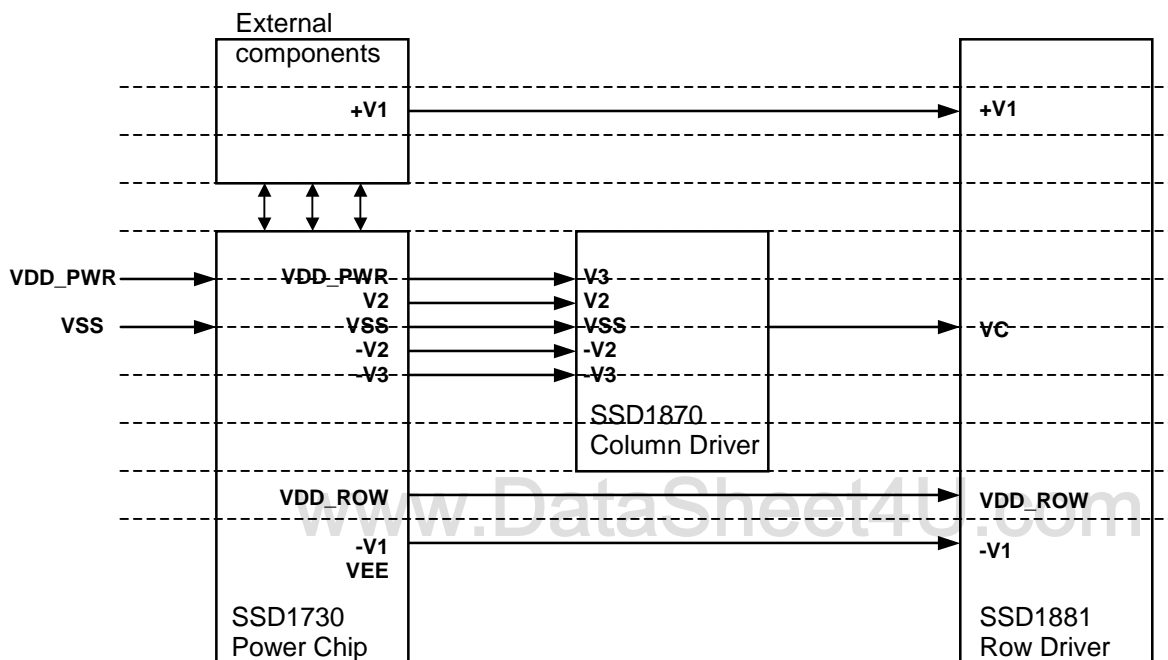 External
components
+V1
+V1
VDD_PWR
VDD_PWR
V3
V2
V2
VSS
VSS
VSS
VC
-V2
-V2
-V3
-V3
SSD1870
Column Driver
www.DataSheet4U.com
VDD_ROW
VDD_ROW
-V1
-V1
VEE
SSD1730
Power Chip
SSD1881
Row Driver